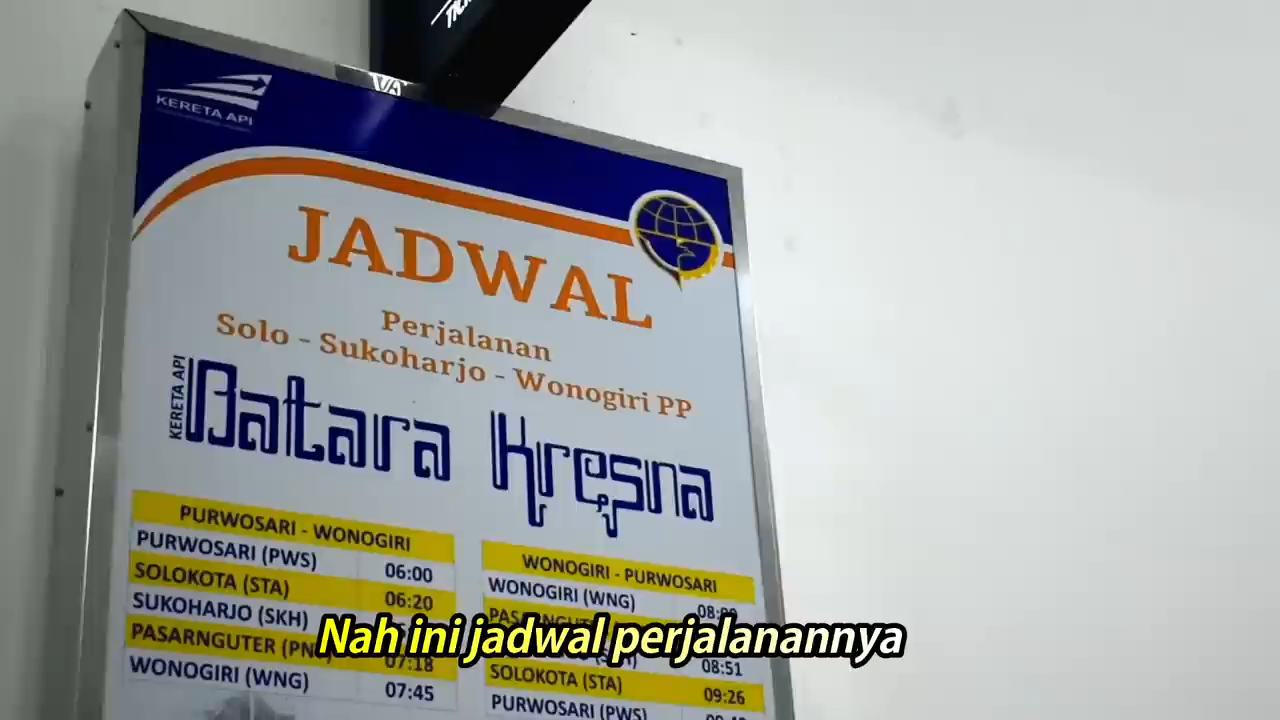 KERETA API
JADWAL
Perjalanan
Solo - Sukoharjo - Wonogiri PP
KERETA API
Batara Kresna
PURWOSARI - WONOGIRI
PURWOSARI (PWS) 06:00
SOLOKOTA (STA) 06:20
SUKOHARJO (SKH)
PASARNGUTER 07:18
WONOGIRI (WNG) 07:45
WONOGIRI - PURWOSARI
WONOGIRI (WNG)
08:51
SOLOKOTA (STA) 09:26
PURWOSARI (PWS)
Nah ini jadwal perjalanannya